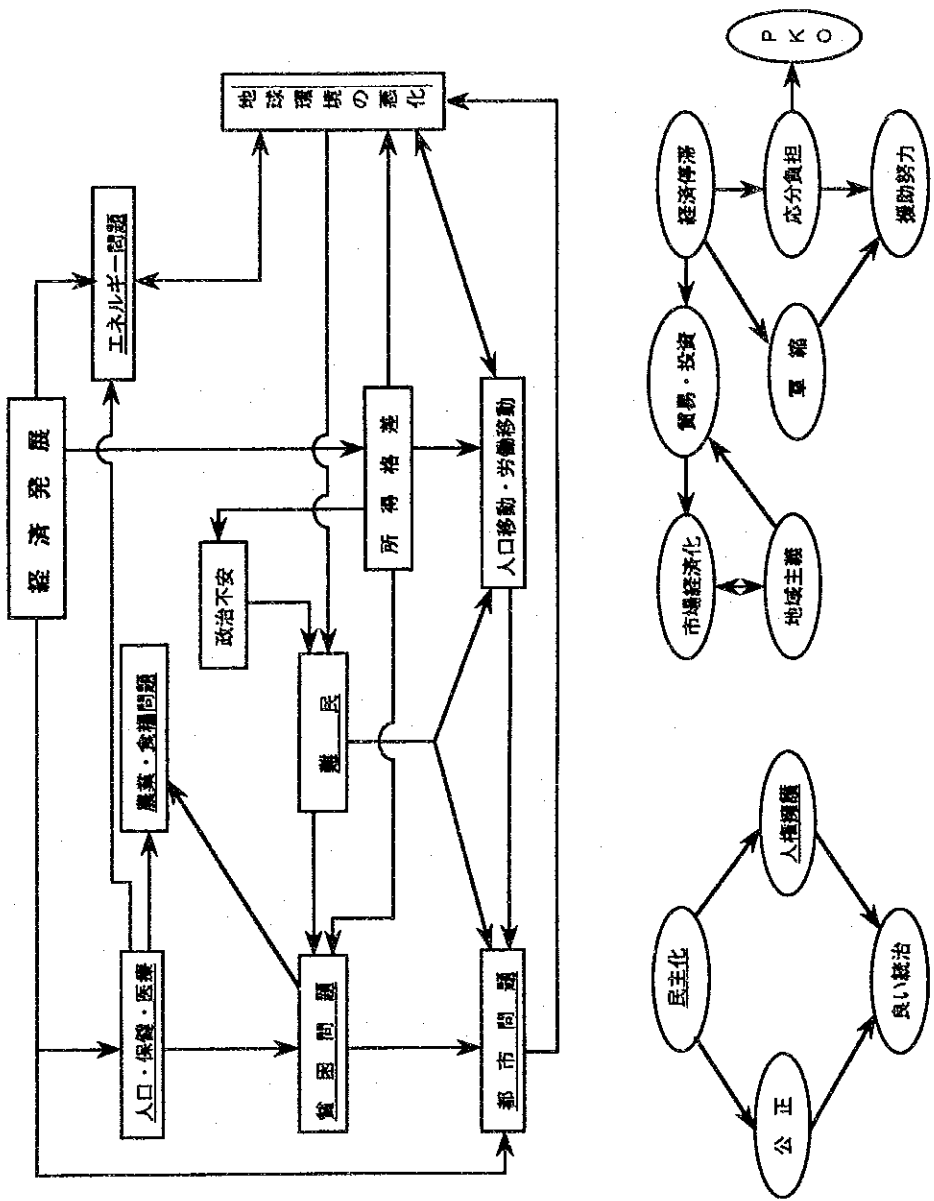 経済発展
人口・保健・医療
農業・食糧問題
エネルギー問題
政治不安
地球環境の悪化
貧困問題
難民
所得格差
都市問題
人口移動・労働移動
民主化
公正
人権擁護
良い統治
市場経済化
貿易・投資
経済停滞
地域主義
軍縮
応分負担
PKO
援助努力